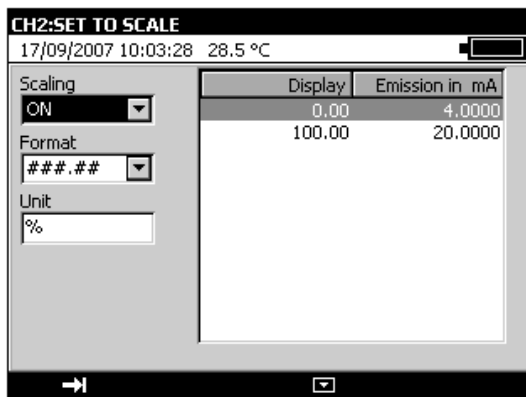 CH2:SET TO SCALE
17/09/2007 10:03:28 28.5 °C
Scaling
ON
Format
###.##
Unit
%
Display Emission in mA
0.00 4.0000
100.00 20.0000